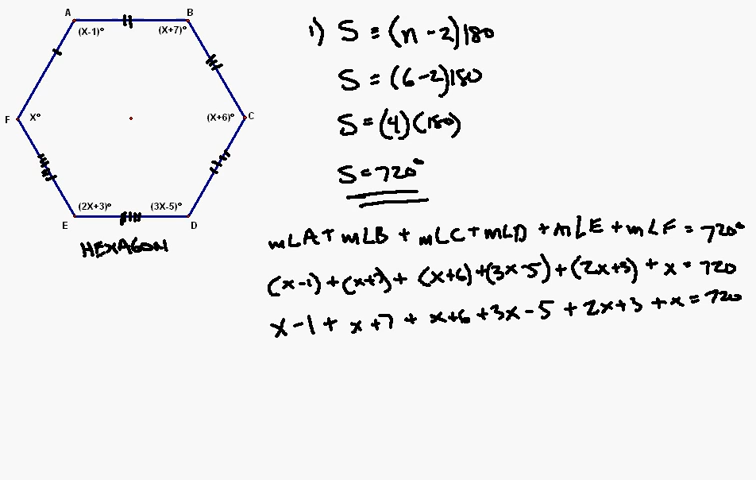 A B
(X-1)° (X+7)°
F X° (X+6)° C
(2X+3)° (3X-5)°
E D
HEXAGON
1) S = (n - 2)180
S = (6 - 2)180
S = (4)(180)
S = 720°
m∠A + m∠B + m∠C + m∠D + m∠E + m∠F = 720°
(x-1) + (x+7) + (x+6) + (3x-5) + (2x+3) + x = 720
x - 1 + x + 7 + x + 6 + 3x - 5 + 2x + 3 + x = 720